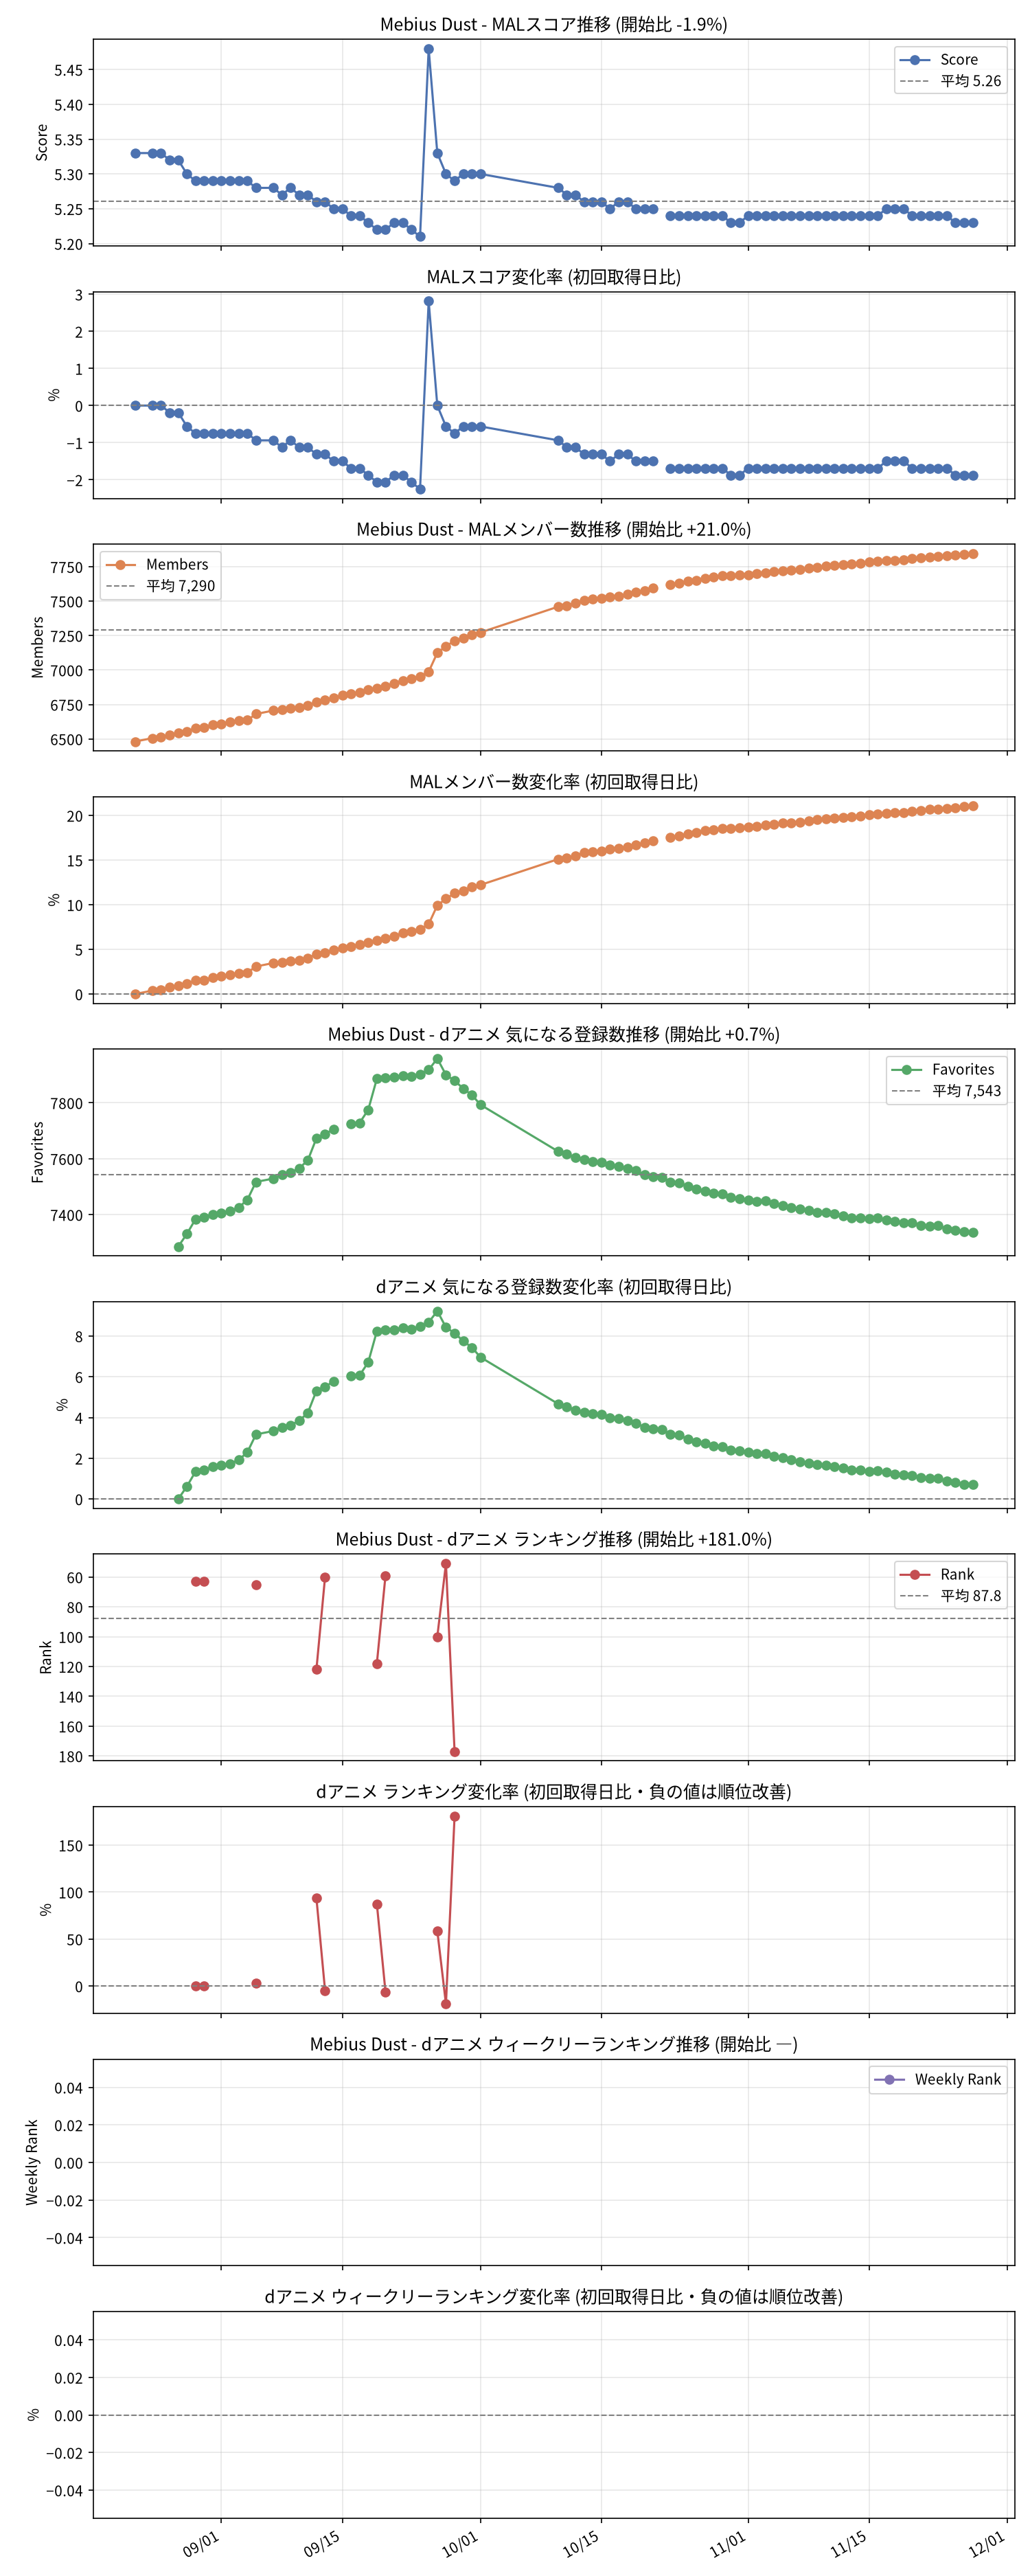 Mebius Dust - MALスコア推移 (開始比 -1.9%)
Score
平均 5.26
Score
5.45
5.40
5.35
5.30
5.25
5.20
MALスコア変化率 (初回取得日比)
%
3
2
1
0
−1
−2
Mebius Dust - MALメンバー数推移 (開始比 +21.0%)
Members
平均 7,290
Members
7750
7500
7250
7000
6750
6500
MALメンバー数変化率 (初回取得日比)
%
20
15
10
5
0
Mebius Dust - dアニメ 気になる登録数推移 (開始比 +0.7%)
Favorites
平均 7,543
Favorites
7800
7600
7400
dアニメ 気になる登録数変化率 (初回取得日比)
%
8
6
4
2
0
Mebius Dust - dアニメ ランキング推移 (開始比 +181.0%)
Rank
平均 87.8
Rank
60
80
100
120
140
160
180
dアニメ ランキング変化率 (初回取得日比・負の値は順位改善)
%
150
100
50
0
Mebius Dust - dアニメ ウィークリーランキング推移 (開始比 —)
Weekly Rank
Weekly Rank
0.04
0.02
0.00
−0.02
−0.04
dアニメ ウィークリーランキング変化率 (初回取得日比・負の値は順位改善)
%
0.04
0.02
0.00
−0.02
−0.04
09/01
09/15
10/01
10/15
11/01
11/15
12/01